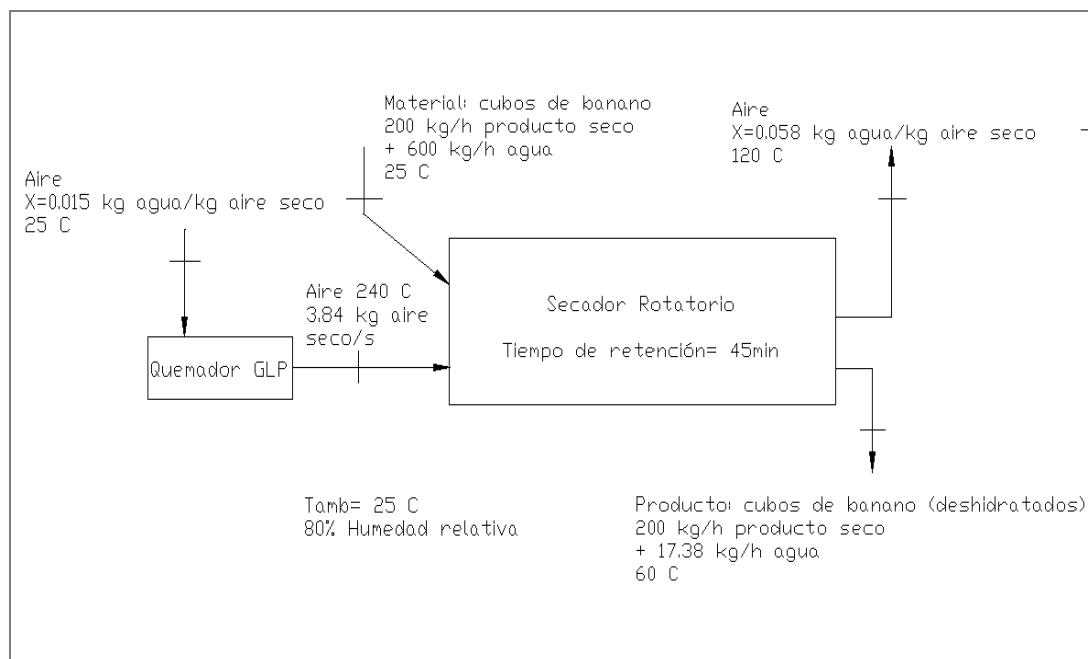 Material: cubos de banano
200 kg/h producto seco
+ 600 kg/h agua
25 C
Aire
X=0.058 kg agua/kg aire seco
120 C
Aire
X=0.015 kg agua/kg aire seco
25 C
Aire 240 C
3.84 kg aire
seco/s
Quemador GLP
Secador Rotatorio
Tiempo de retención= 45min
Tamb= 25 C
80% Humedad relativa
Producto: cubos de banano (deshidratados)
200 kg/h producto seco
+ 17.38 kg/h agua
60 C